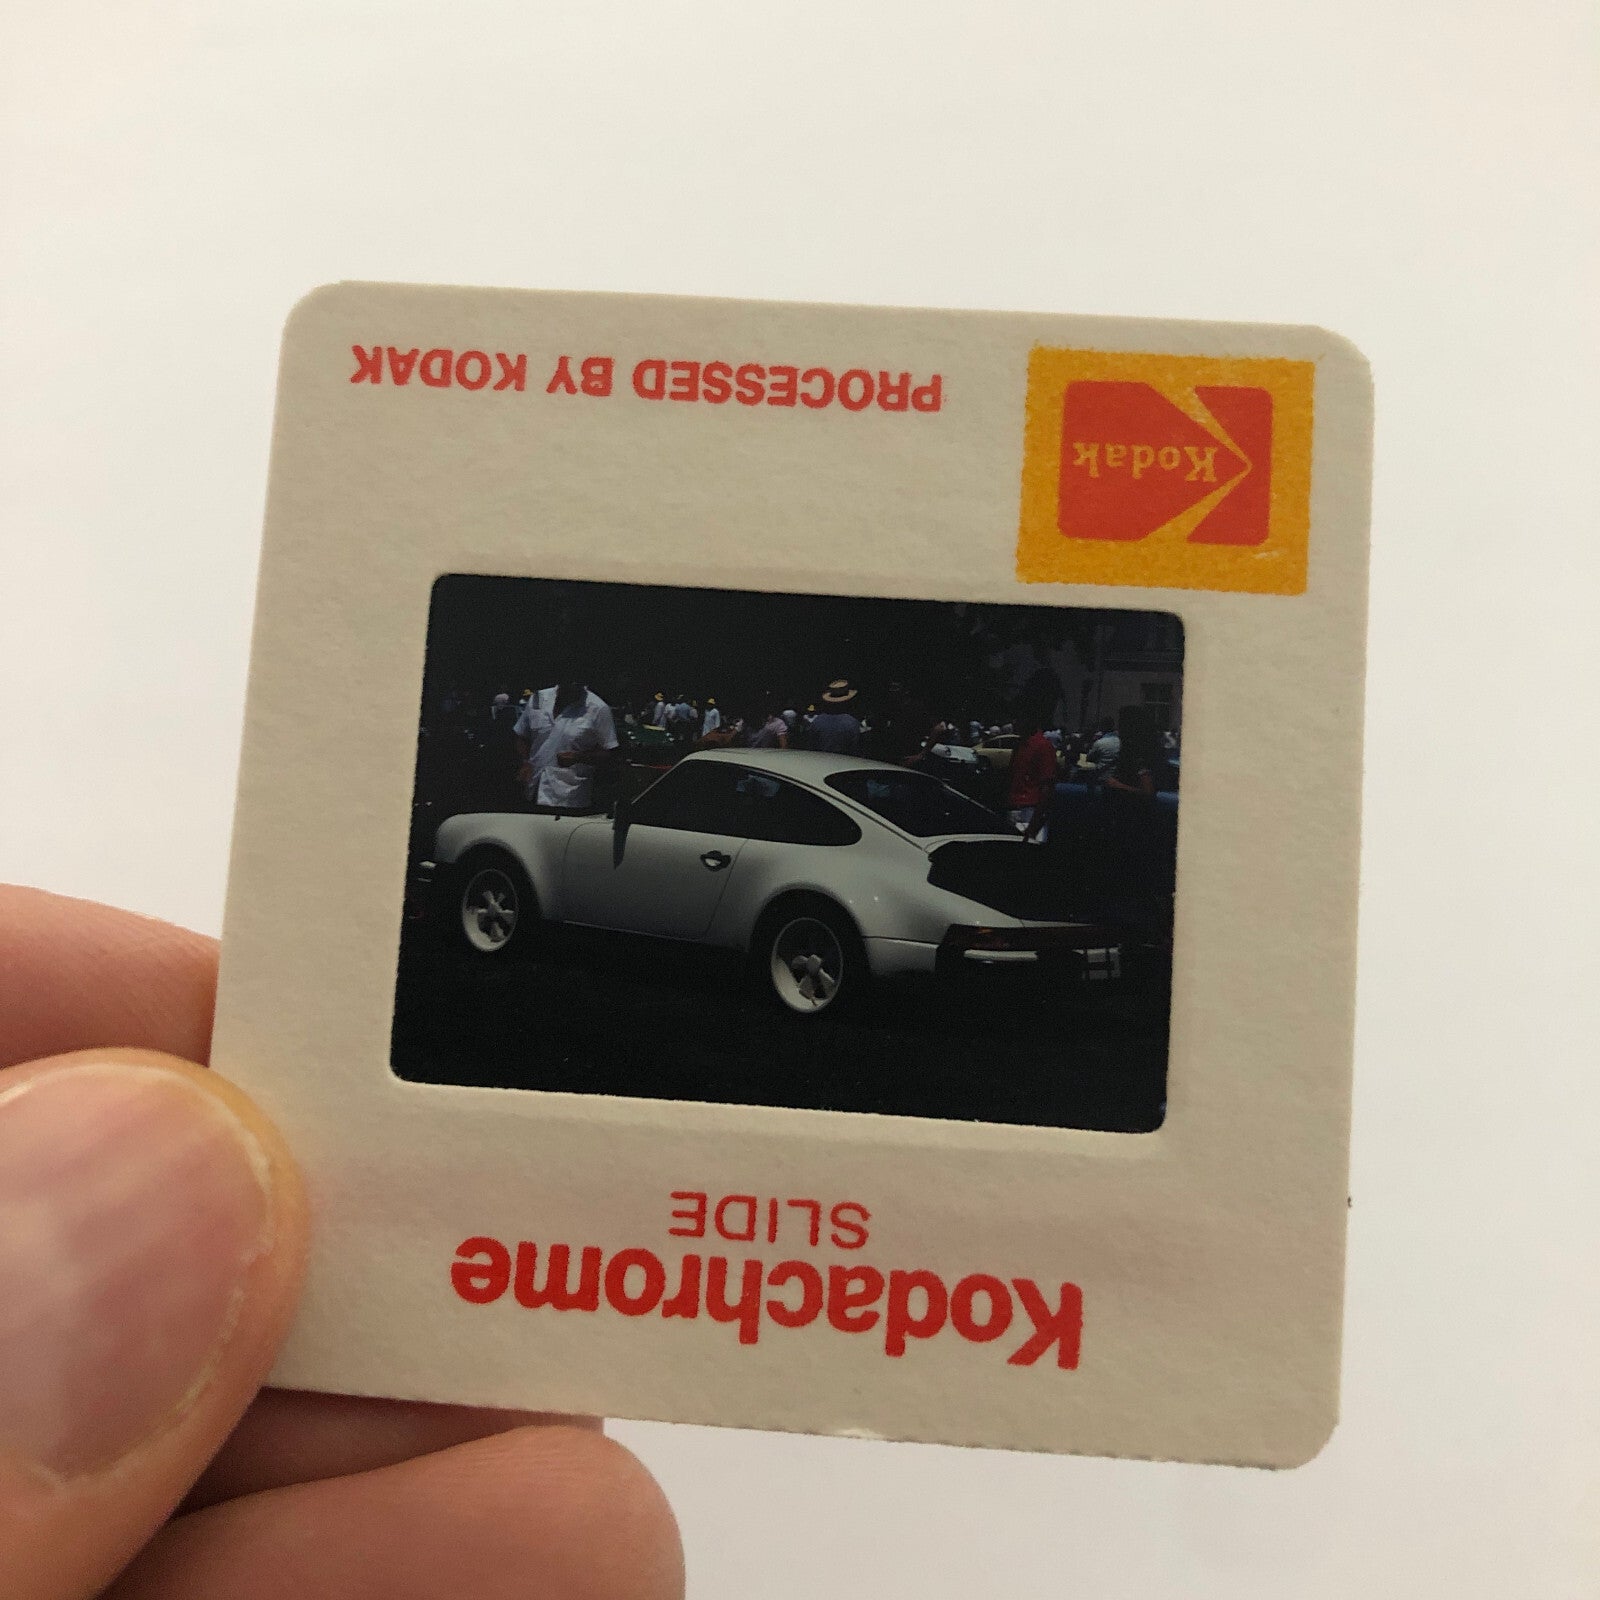 PROCESSED BY KODAK
Kodak
Kodachrome
SLIDE